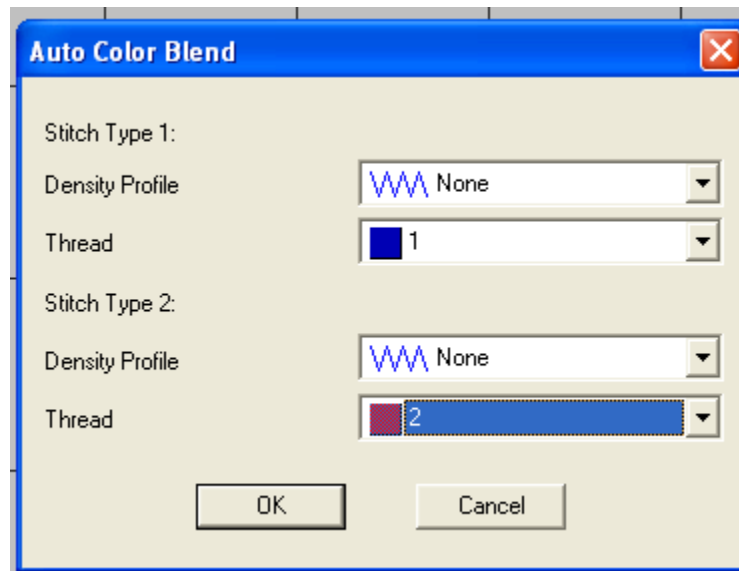 Auto Color Blend
Stitch Type 1:
Density Profile None
Thread 1
Stitch Type 2:
Density Profile None
Thread 2
OK Cancel